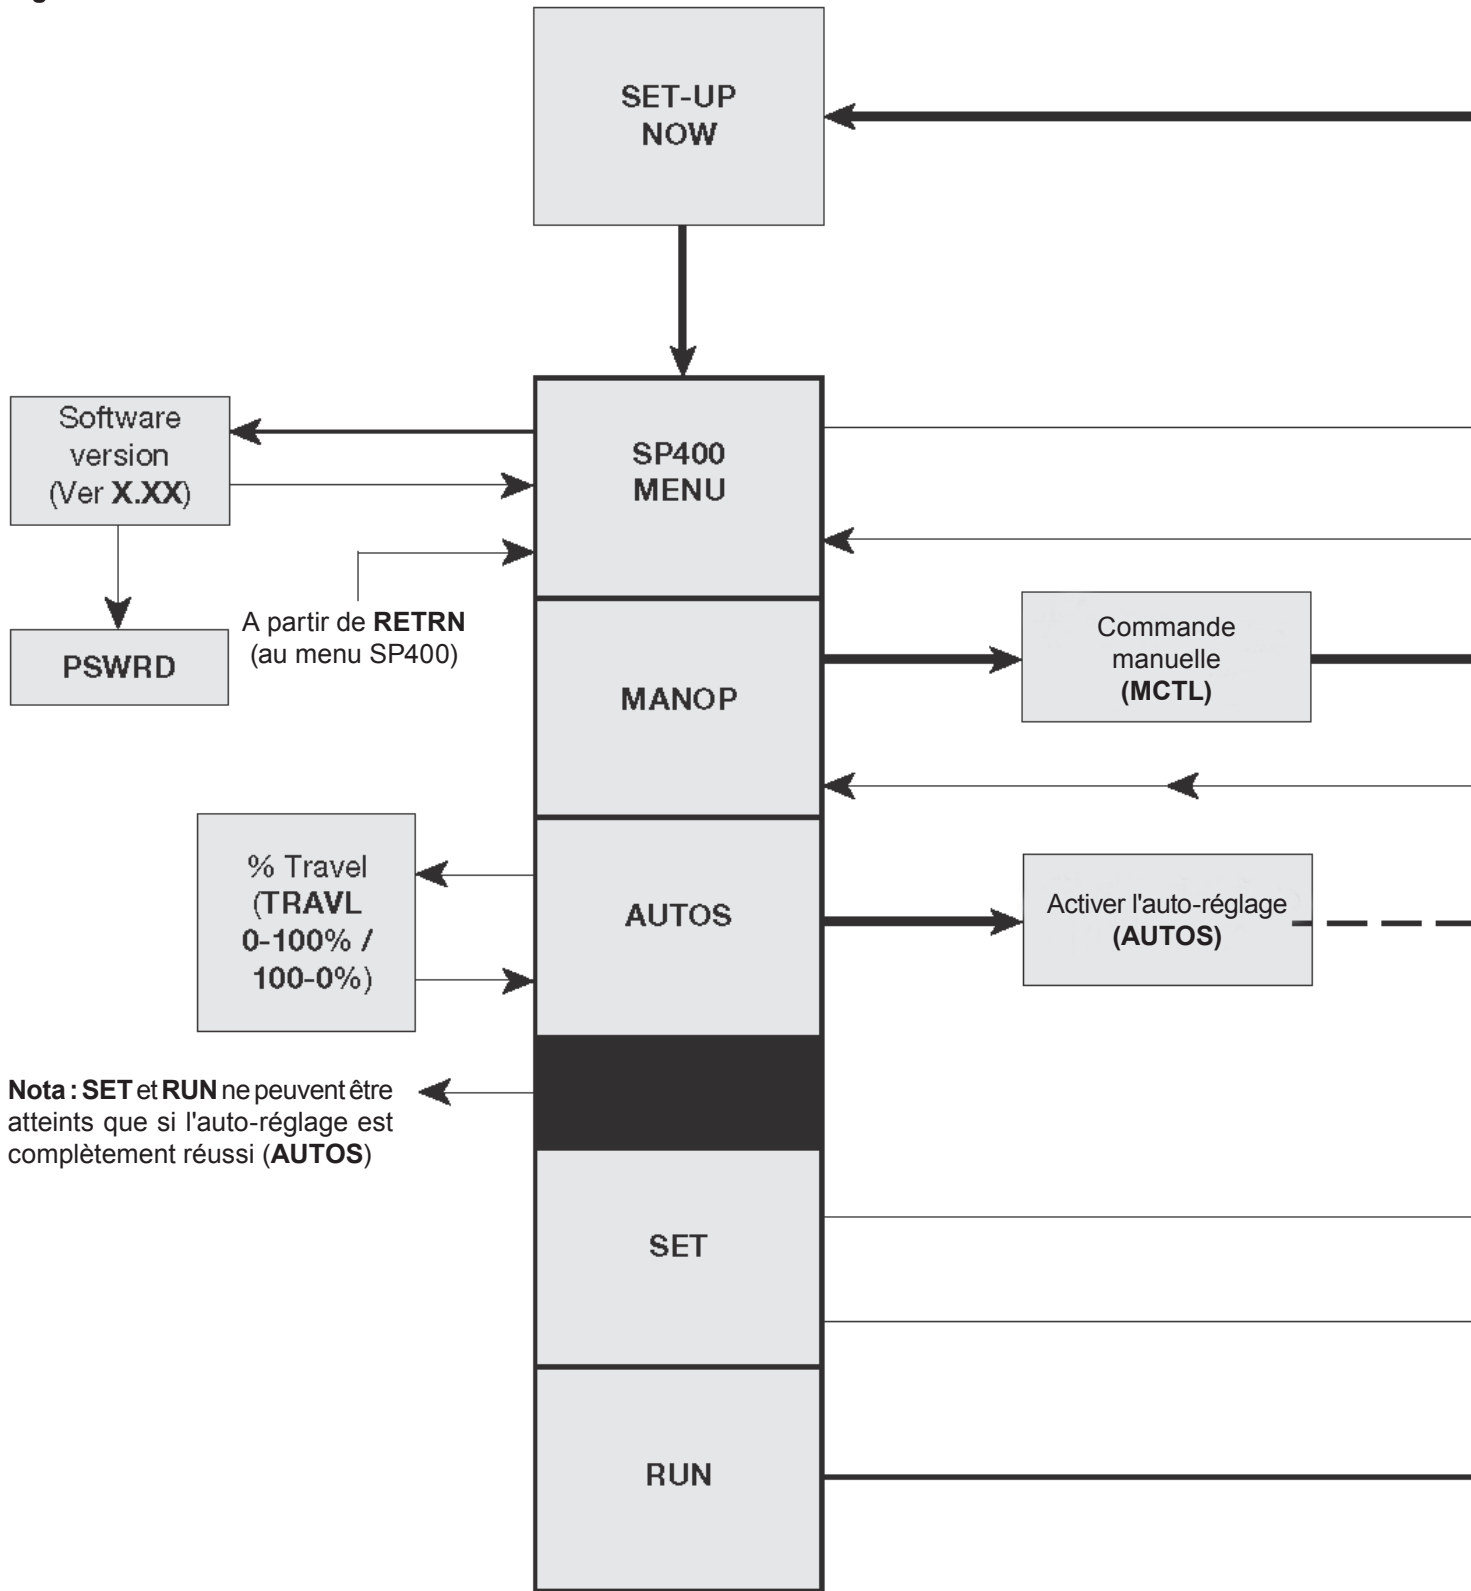 SET-UP
NOW
Software
version
(Ver X.XX)
SP400
MENU
A partir de RETRN
(au menu SP400)
PSWRD
MANOP
Commande
manuelle
(MCTL)
% Travel
(TRAVL
0-100% /
100-0%)
AUTOS
Activer l'auto-réglage
(AUTOS)
Nota : SET et RUN ne peuvent être
atteints que si l'auto-réglage est
complètement réussi (AUTOS)
SET
RUN